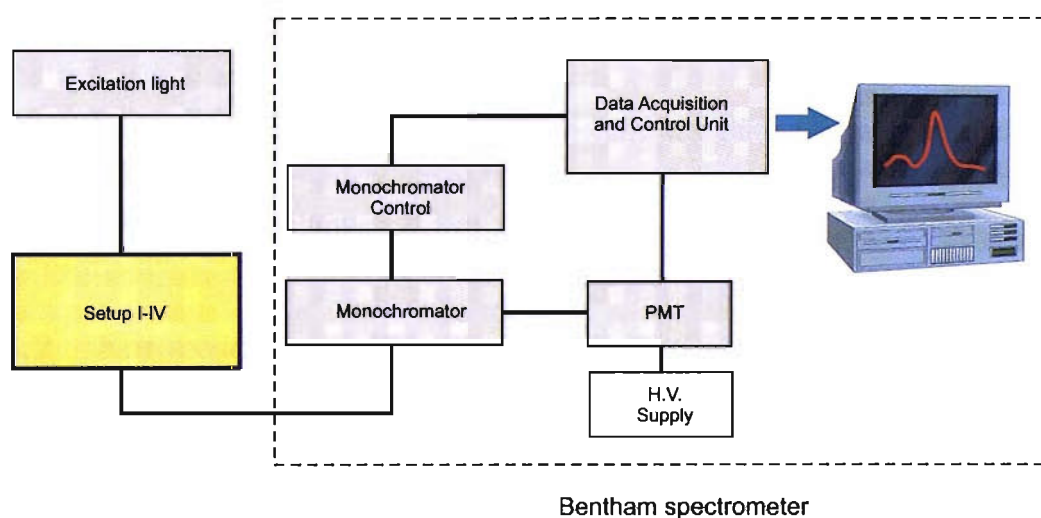 Excitation light
Data Acquisition
and Control Unit
Monochromator
Control
Setup I-IV
Monochromator
PMT
H.V.
Supply
Bentham spectrometer